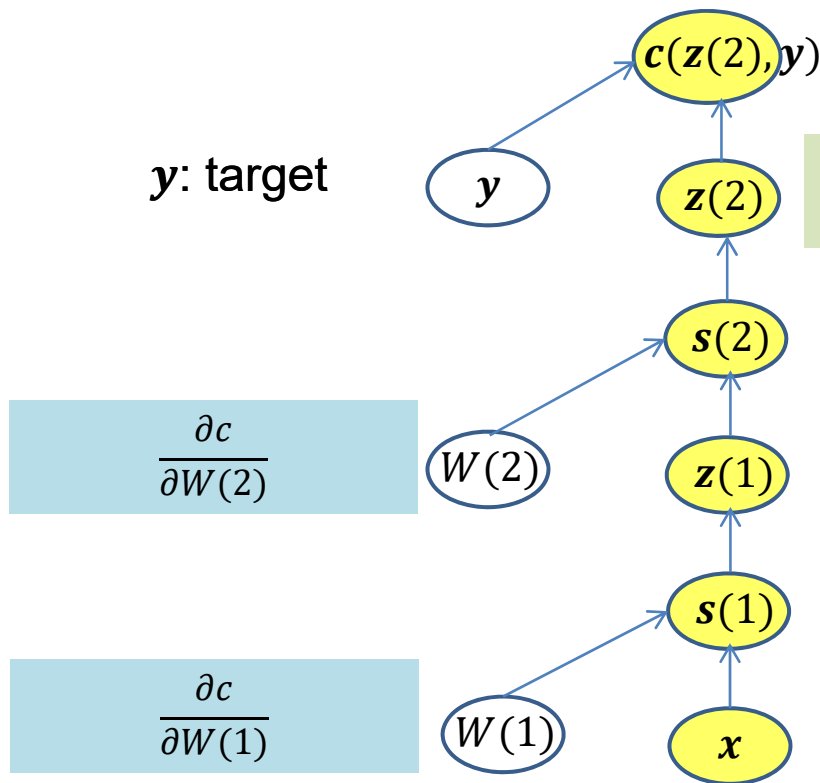 c(z(2), y)
y: target
y
z(2)
s(2)
∂c
∂W(2)
W(2)
z(1)
s(1)
∂c
∂W(1)
W(1)
x